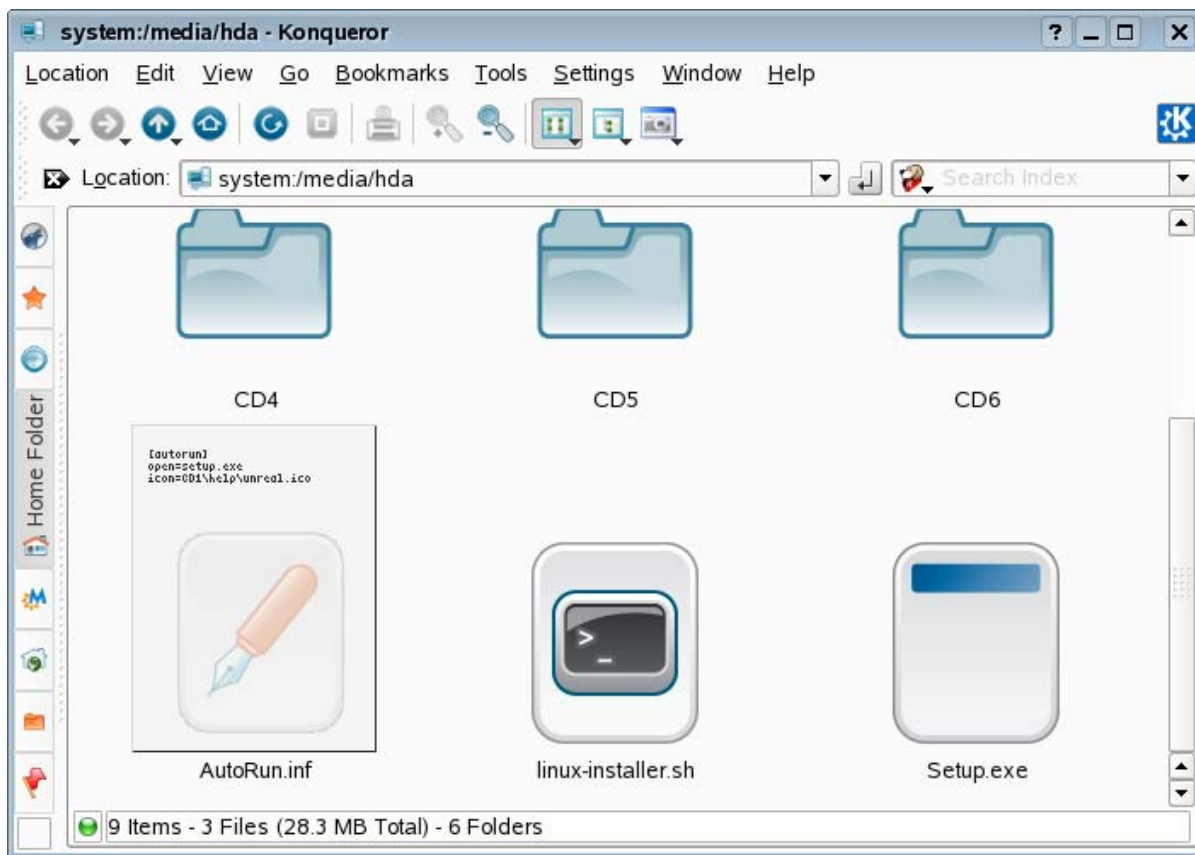 system:/media/hda - Konqueror
Location Edit View Go Bookmarks Tools Settings Window Help
Location: system:/media/hda Search Index
CD4 CD5 CD6
Home Folder
[autorun]
open=setup.exe
icon=CD1\help\unreal.ico
>_
AutoRun.inf linux-installer.sh Setup.exe
9 Items - 3 Files (28.3 MB Total) - 6 Folders